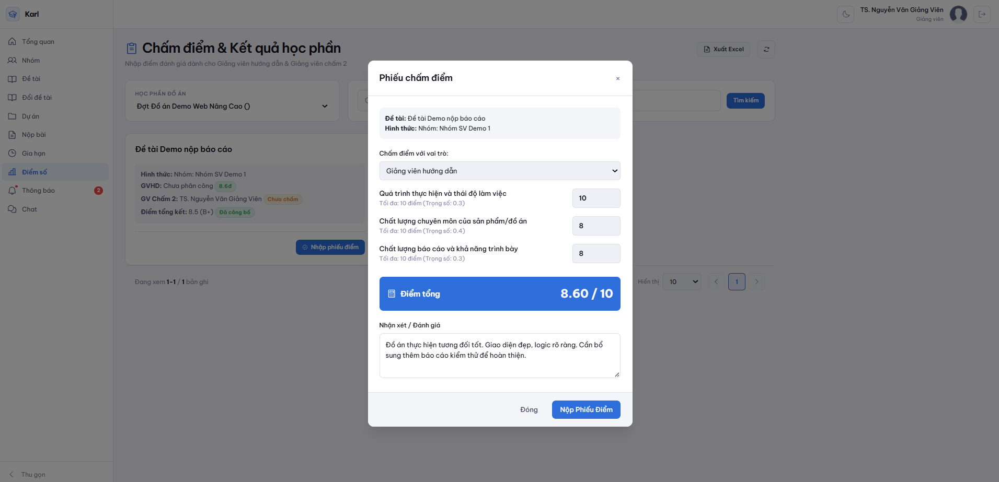 Karl
TS. Nguyễn Văn Giảng Viên
Giảng viên
Tổng quan
Nhóm
Đề tài
Đổi đề tài
Dự án
Nộp bài
Gia hạn
Điểm số
Thông báo
2
Chat
Thu gọn
Chấm điểm & Kết quả học phần
Nhập điểm đánh giá dành cho Giảng viên hướng dẫn & Giảng viên chấm 2
Xuất Excel
HỌC PHẦN ĐỒ ÁN
Đợt Đồ án Demo Web Nâng Cao ()
Tìm kiếm
Đề tài Demo nộp báo cáo
Hình thức: Nhóm: Nhóm SV Demo 1
GVHD: Chưa phân công 8.6đ
GV Chấm 2: TS. Nguyễn Văn Giảng Viên Chưa chấm
Điểm tổng kết: 8.5 (B+) Đã công bố
Nhập phiếu điểm
Đang xem 1-1 / 1 bản ghi
Hiển thị
10
1
Phiếu chấm điểm
×
Đề tài: Đề tài Demo nộp báo cáo
Hình thức: Nhóm: Nhóm SV Demo 1
Chấm điểm với vai trò:
Giảng viên hướng dẫn
Quá trình thực hiện và thái độ làm việc
Tối đa: 10 điểm (Trọng số: 0.3)
10
Chất lượng chuyên môn của sản phẩm/đồ án
Tối đa: 10 điểm (Trọng số: 0.4)
8
Chất lượng báo cáo và khả năng trình bày
Tối đa: 10 điểm (Trọng số: 0.3)
8
Điểm tổng
8.60 / 10
Nhận xét / Đánh giá
Đồ án thực hiện tương đối tốt. Giao diện đẹp, logic rõ ràng. Cần bổ
sung thêm báo cáo kiểm thử để hoàn thiện.
Đóng
Nộp Phiếu Điểm